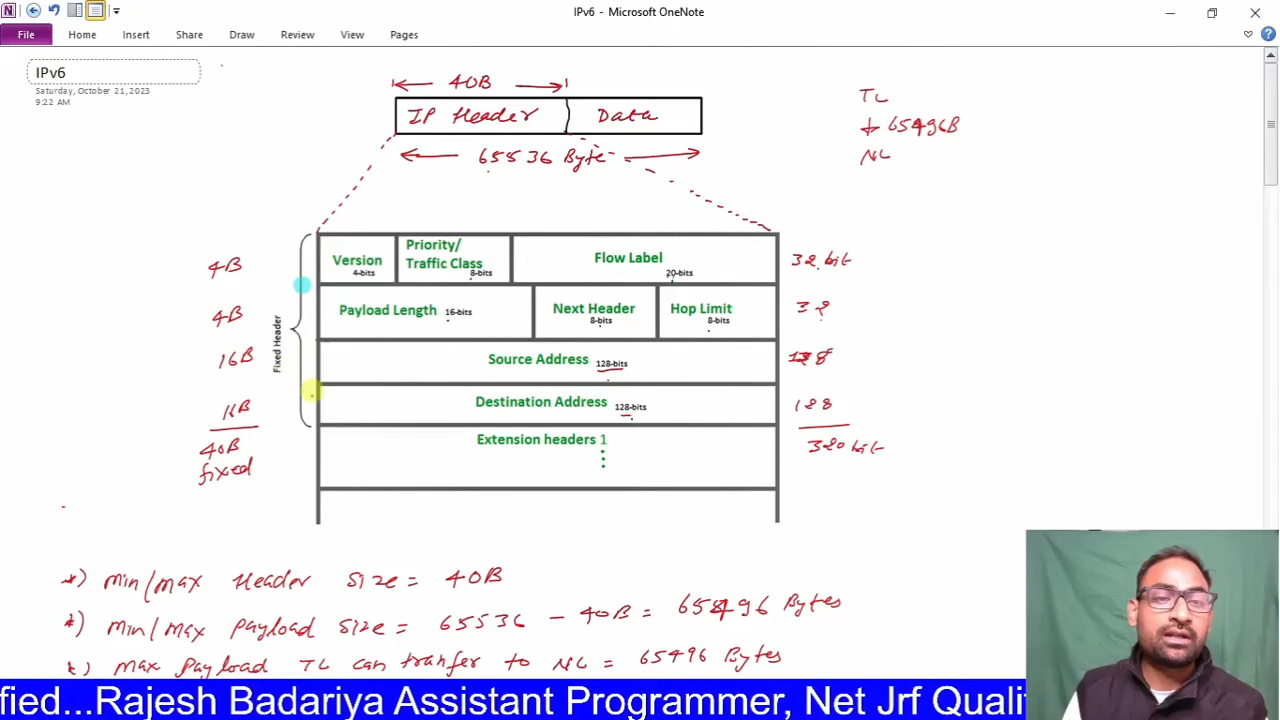 IPv6 - Microsoft OneNote
File Home Insert Share Draw Review View Pages
IPv6
Saturday, October 21, 2023
9:22 AM
40B
IP Header Data
65536 Byte
TL
65496B
NL
Version 4-bits Priority/ Traffic Class 8-bits Flow Label 20-bits
4B 32 bit
Payload Length 16-bits Next Header 8-bits Hop Limit 8-bits
4B 32
Source Address 128-bits
16B 128
Destination Address 128-bits
16B 128
Fixed Header
40B 320 bit
fixed
Extension headers 1
*) Min/Max Header Size = 40B
*) Min/Max Payload Size = 65536 - 40B = 65496 Bytes
*) Max Payload TL can tranfer to NL = 65496 Bytes
fied...Rajesh Badariya Assistant Programmer, Net Jrf Quali